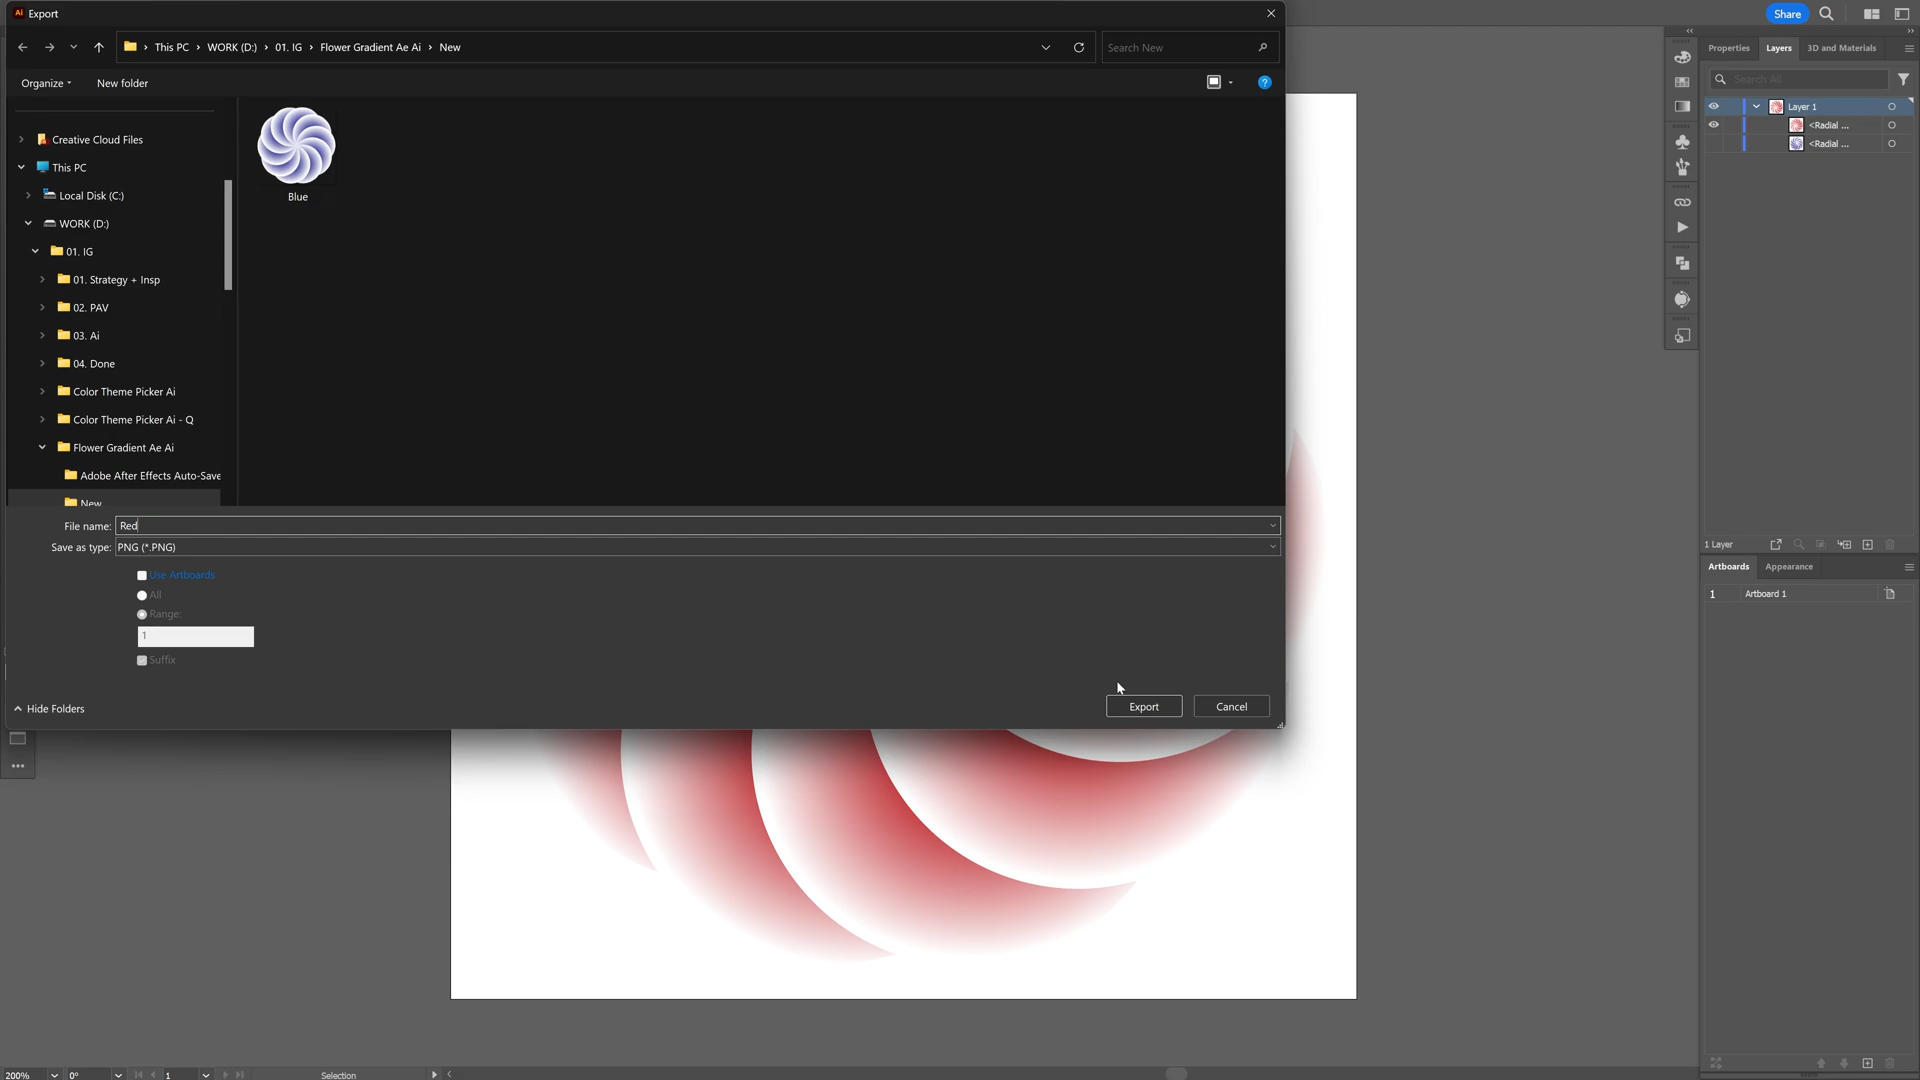 Ai Export
Share
This PC > WORK (D:) > 01. IG > Flower Gradient Ae Ai > New
Search New
Properties
Layers
3D and Materials
Organize
New folder
?
Search All
Layer 1
<Radial ...
<Radial ...
Creative Cloud Files
This PC
Local Disk (C:)
WORK (D:)
01. IG
01. Strategy + Insp
02. PAV
03. Ai
04. Done
Color Theme Picker Ai
Color Theme Picker Ai - Q
Flower Gradient Ae Ai
Adobe After Effects Auto-Save
New
Blue
File name: Red
Save as type: PNG (*.PNG)
Use Artboards
All
Range:
1
Suffix
Hide Folders
Export
Cancel
1 Layer
Artboards
Appearance
1 Artboard 1
200%
0°
1
Selection